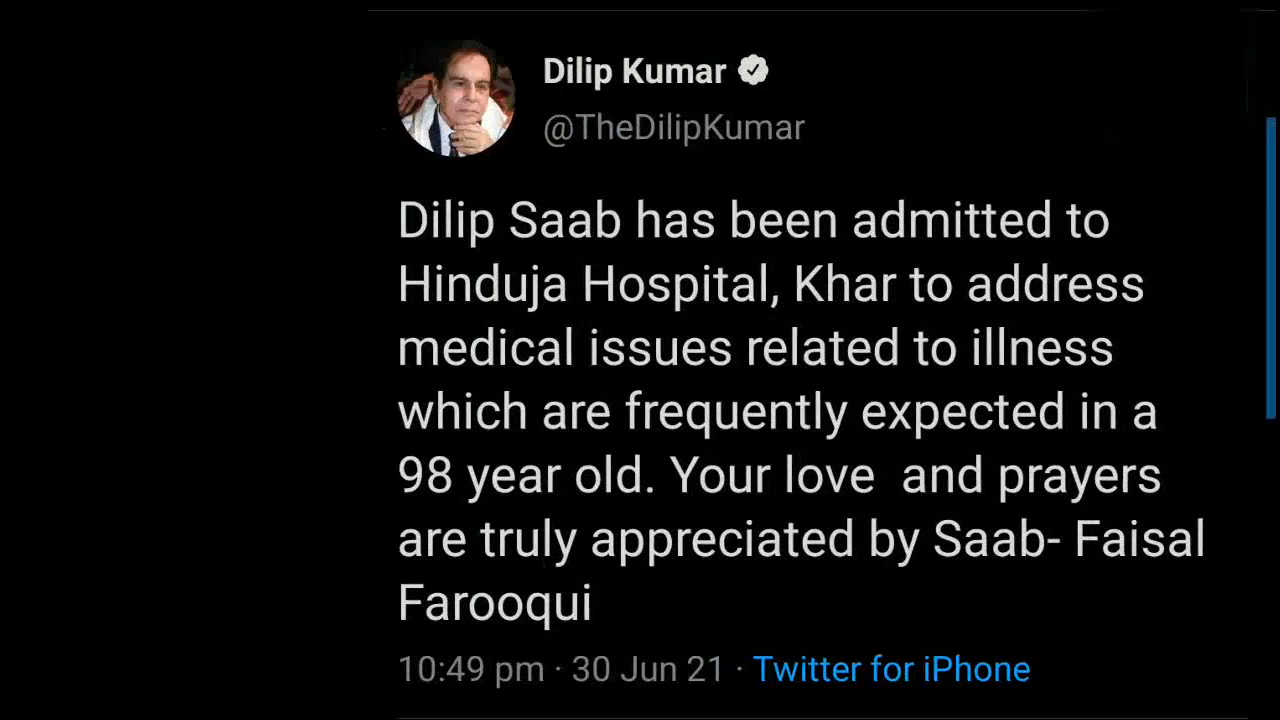 Dilip Kumar
@TheDilipKumar
Dilip Saab has been admitted to
Hinduja Hospital, Khar to address
medical issues related to illness
which are frequently expected in a
98 year old. Your love  and prayers
are truly appreciated by Saab- Faisal
Farooqui
10:49 pm · 30 Jun 21 · Twitter for iPhone